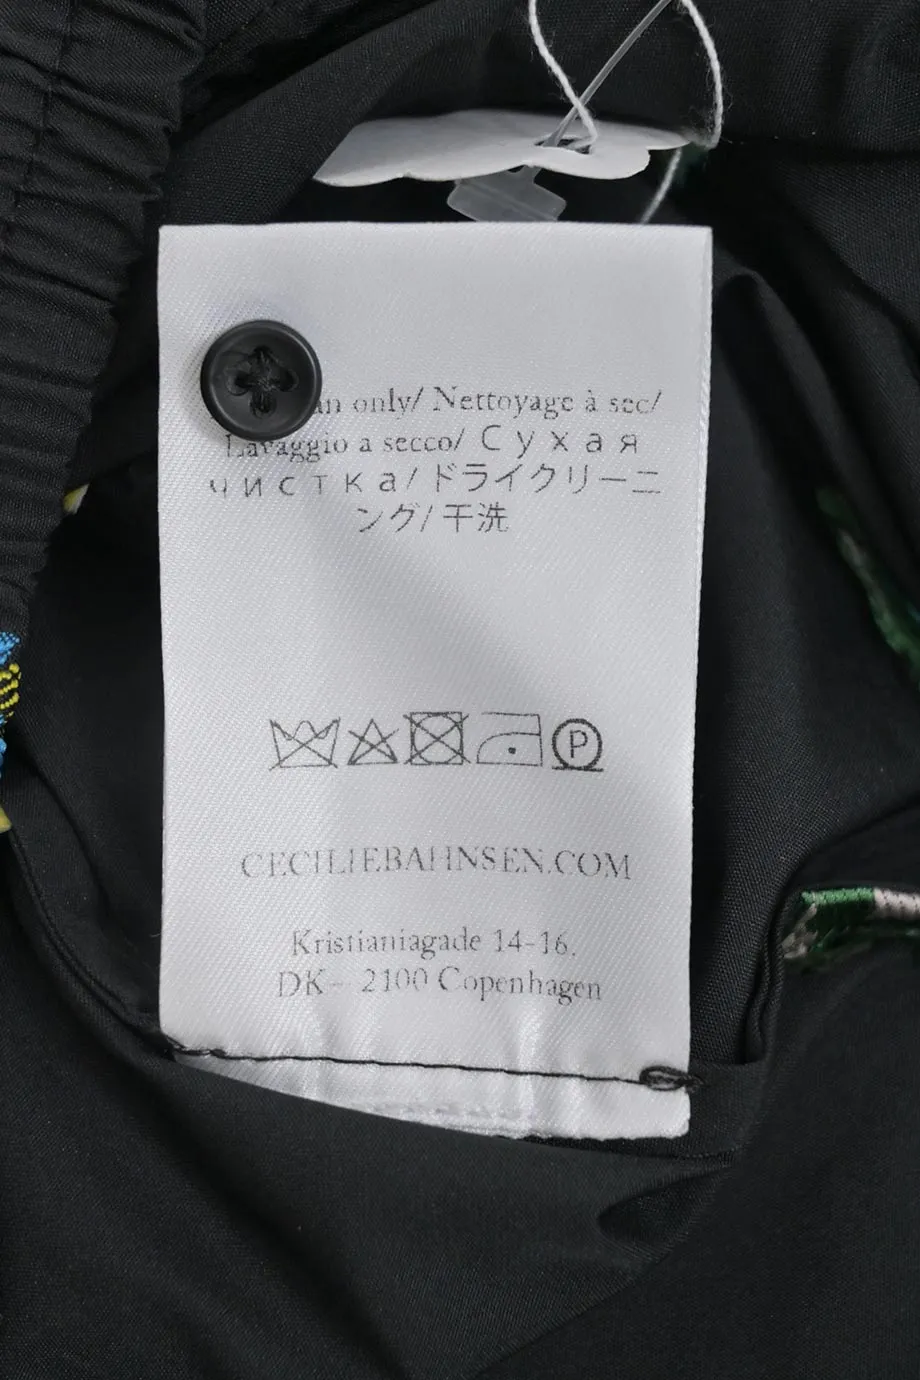 an only/ Nettoyage à sec/
Lavaggio a secco/ Сухая
чистка/ドライクリーニ
ング/干洗
P
CECILIEBAHNSEN.COM
Kristianiagade 14-16.
DK- 2100 Copenhagen